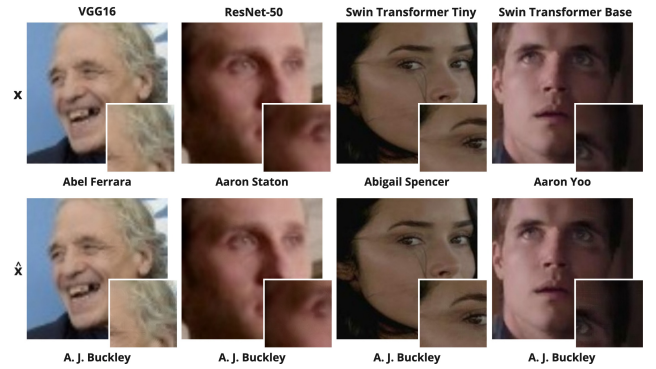 VGG16 ResNet-50 Swin Transformer Tiny Swin Transformer Base
x
Abel Ferrara Aaron Staton Abigail Spencer Aaron Yoo
x̂
A. J. Buckley A. J. Buckley A. J. Buckley A. J. Buckley